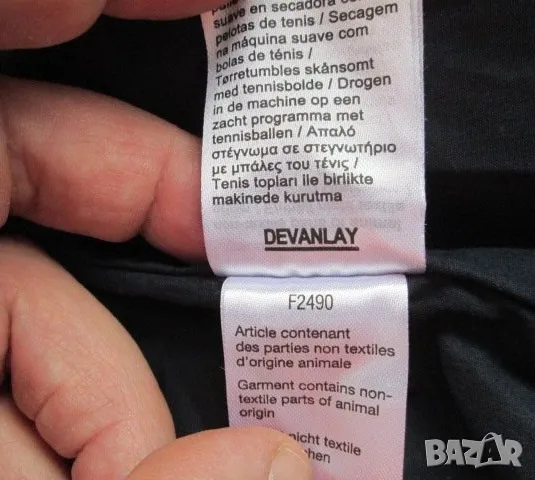 suave en secadora con
pelotas de tenis / Secagem
na máquina suave com
bolas de ténis /
Tørretumbles skånsomt
med tennisbolde / Drogen
in de machine op een
zacht programma met
tennisballen / Απαλό
στέγνωμα σε στεγνωτήριο
με μπάλες του τένις /
Tenis topları ile birlikte
makinede kurutma
DEVANLAY
F2490
Article contenant
des parties non textiles
d'origine animale
Garment contains non-
textile parts of animal
origin
nicht textile
BAZAR